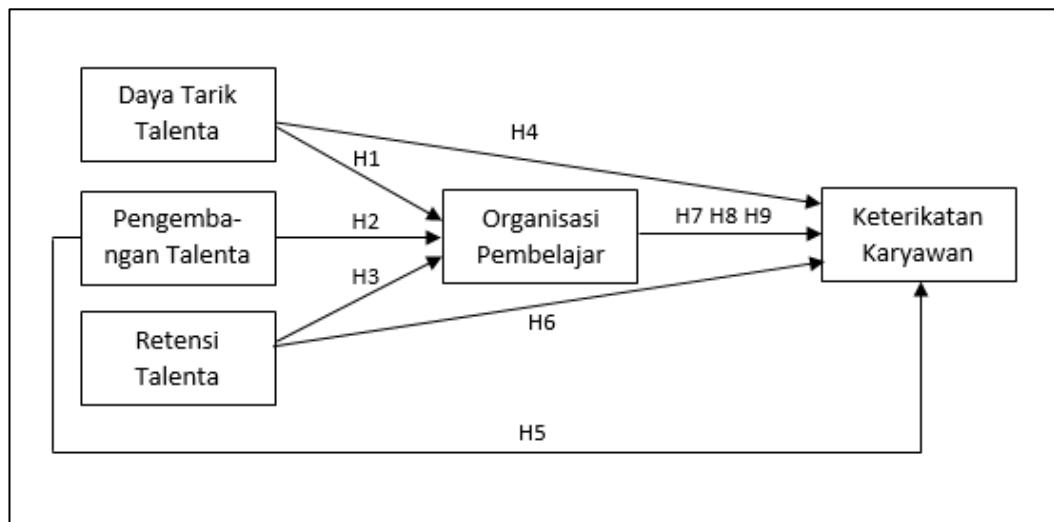 Daya Tarik
Talenta
H4
H1
Pengemba-
ngan Talenta
H2
Organisasi
Pembelajar
H7 H8 H9
Keterikatan
Karyawan
H3
Retensi
Talenta
H6
H5